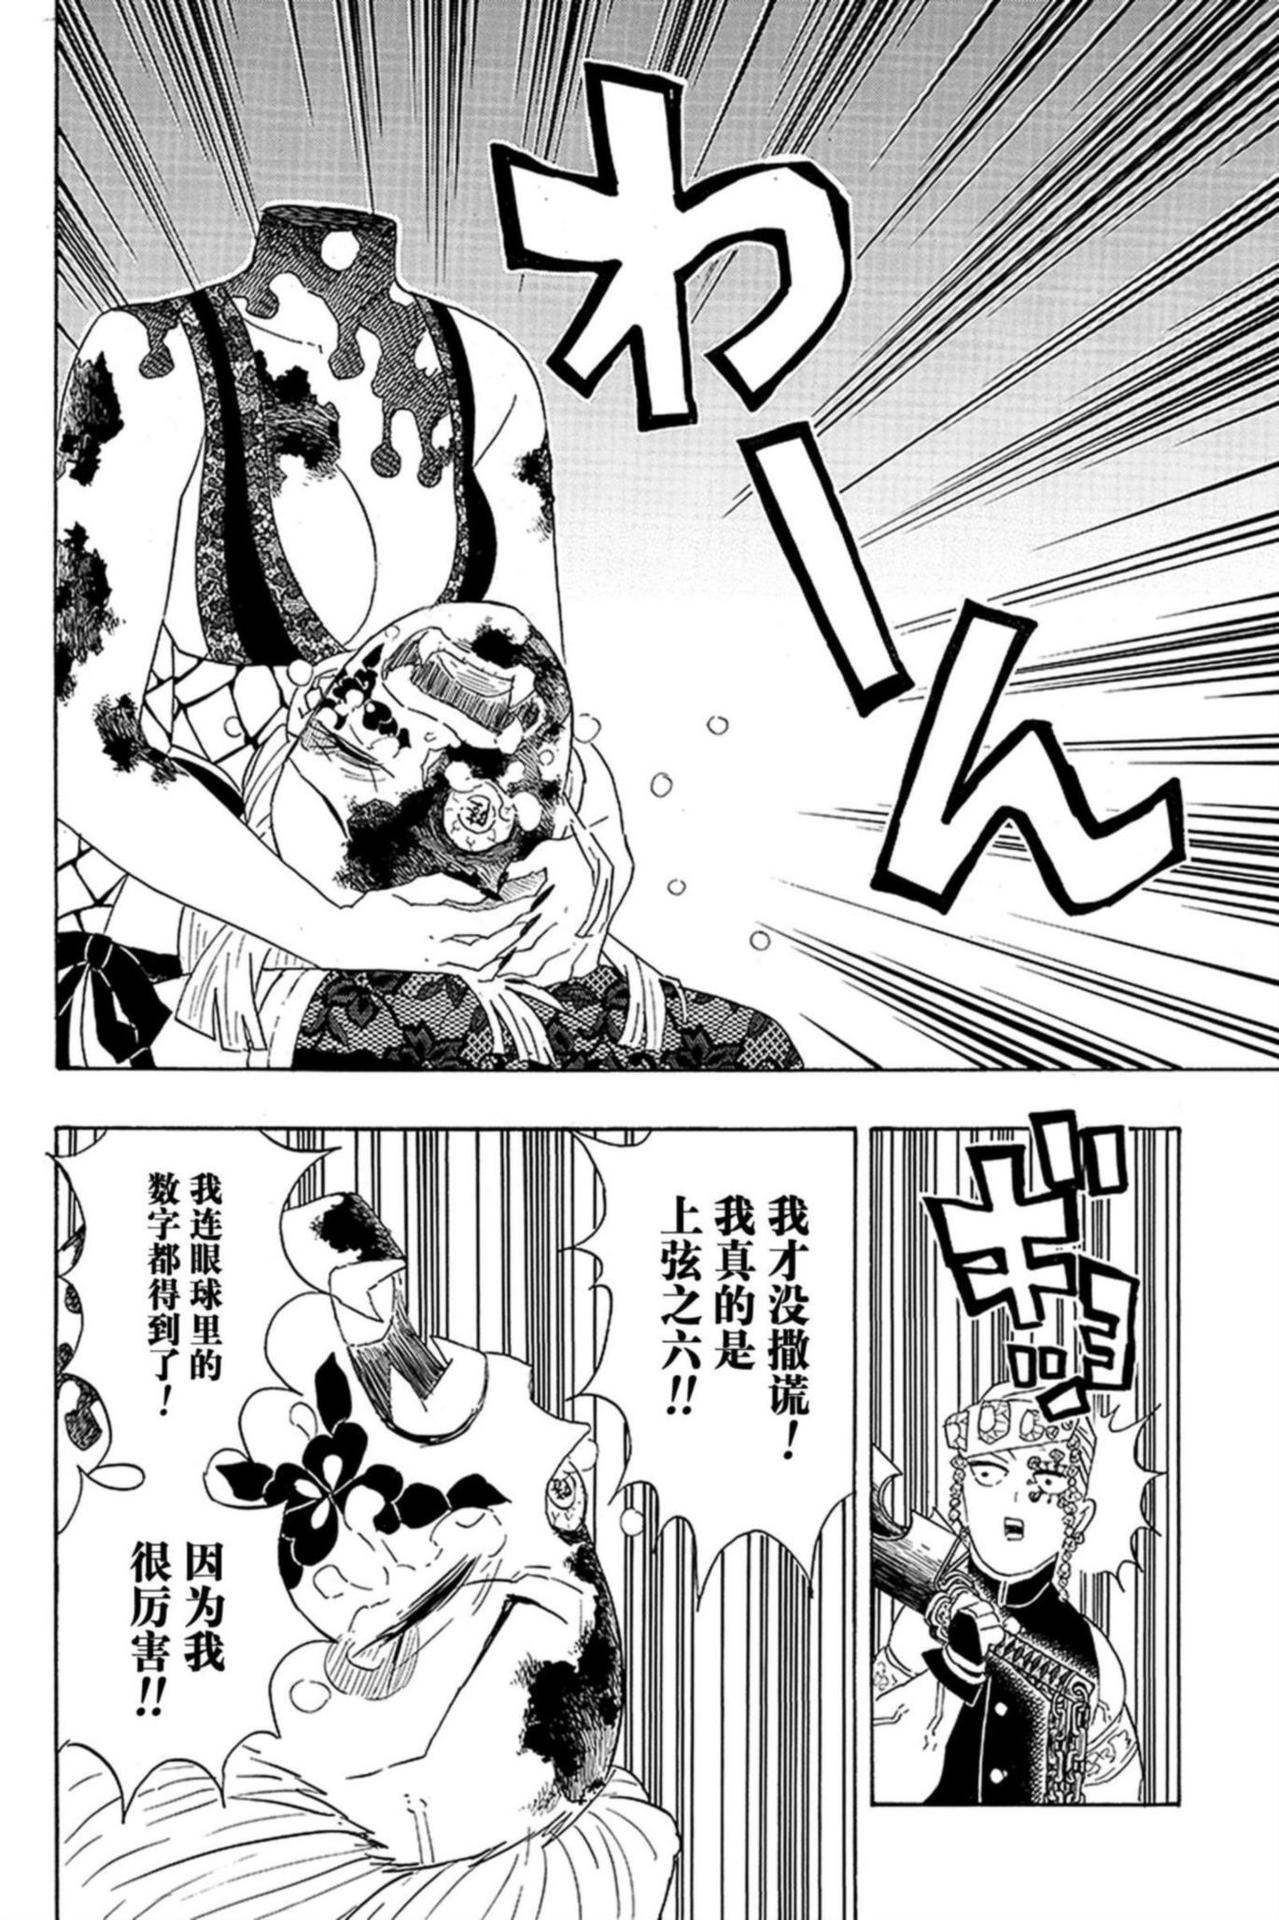 わーん
ギョッ
我才没撒谎！
我真的是
上弦之六!!
我连眼球里的
数字都得到了！
因为我
很厉害!!